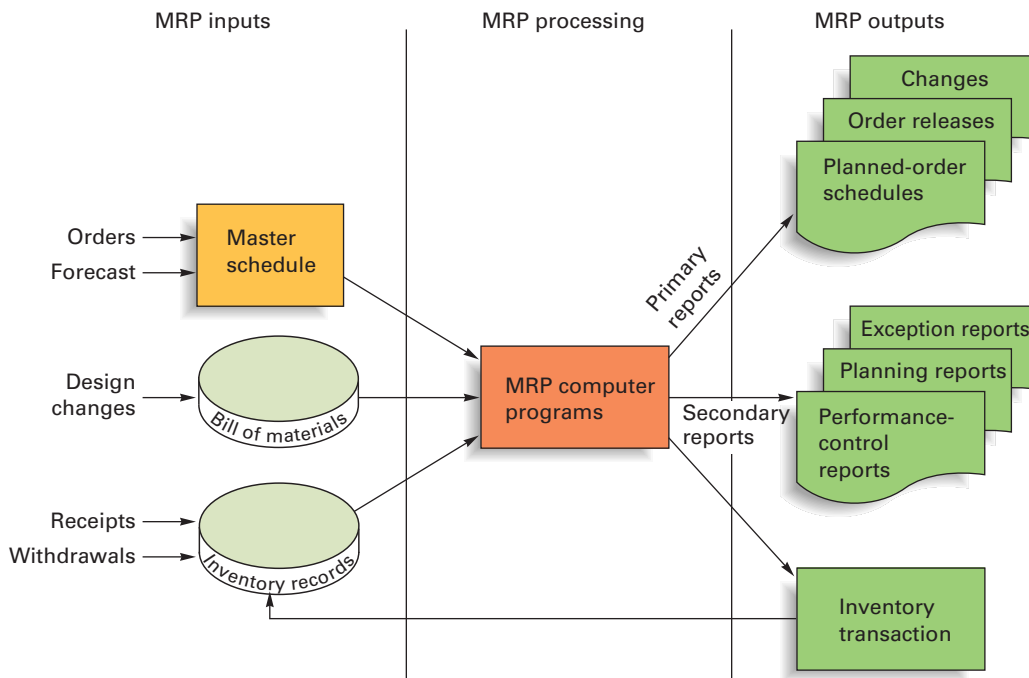 MRP inputs
MRP processing
MRP outputs
Changes
Order releases
Planned-order
schedules
Orders
Forecast
Master
schedule
Primary
reports
Exception reports
Planning reports
Performance-
control
reports
Design
changes
Bill of materials
MRP computer
programs
Secondary
reports
Receipts
Withdrawals
Inventory records
Inventory
transaction